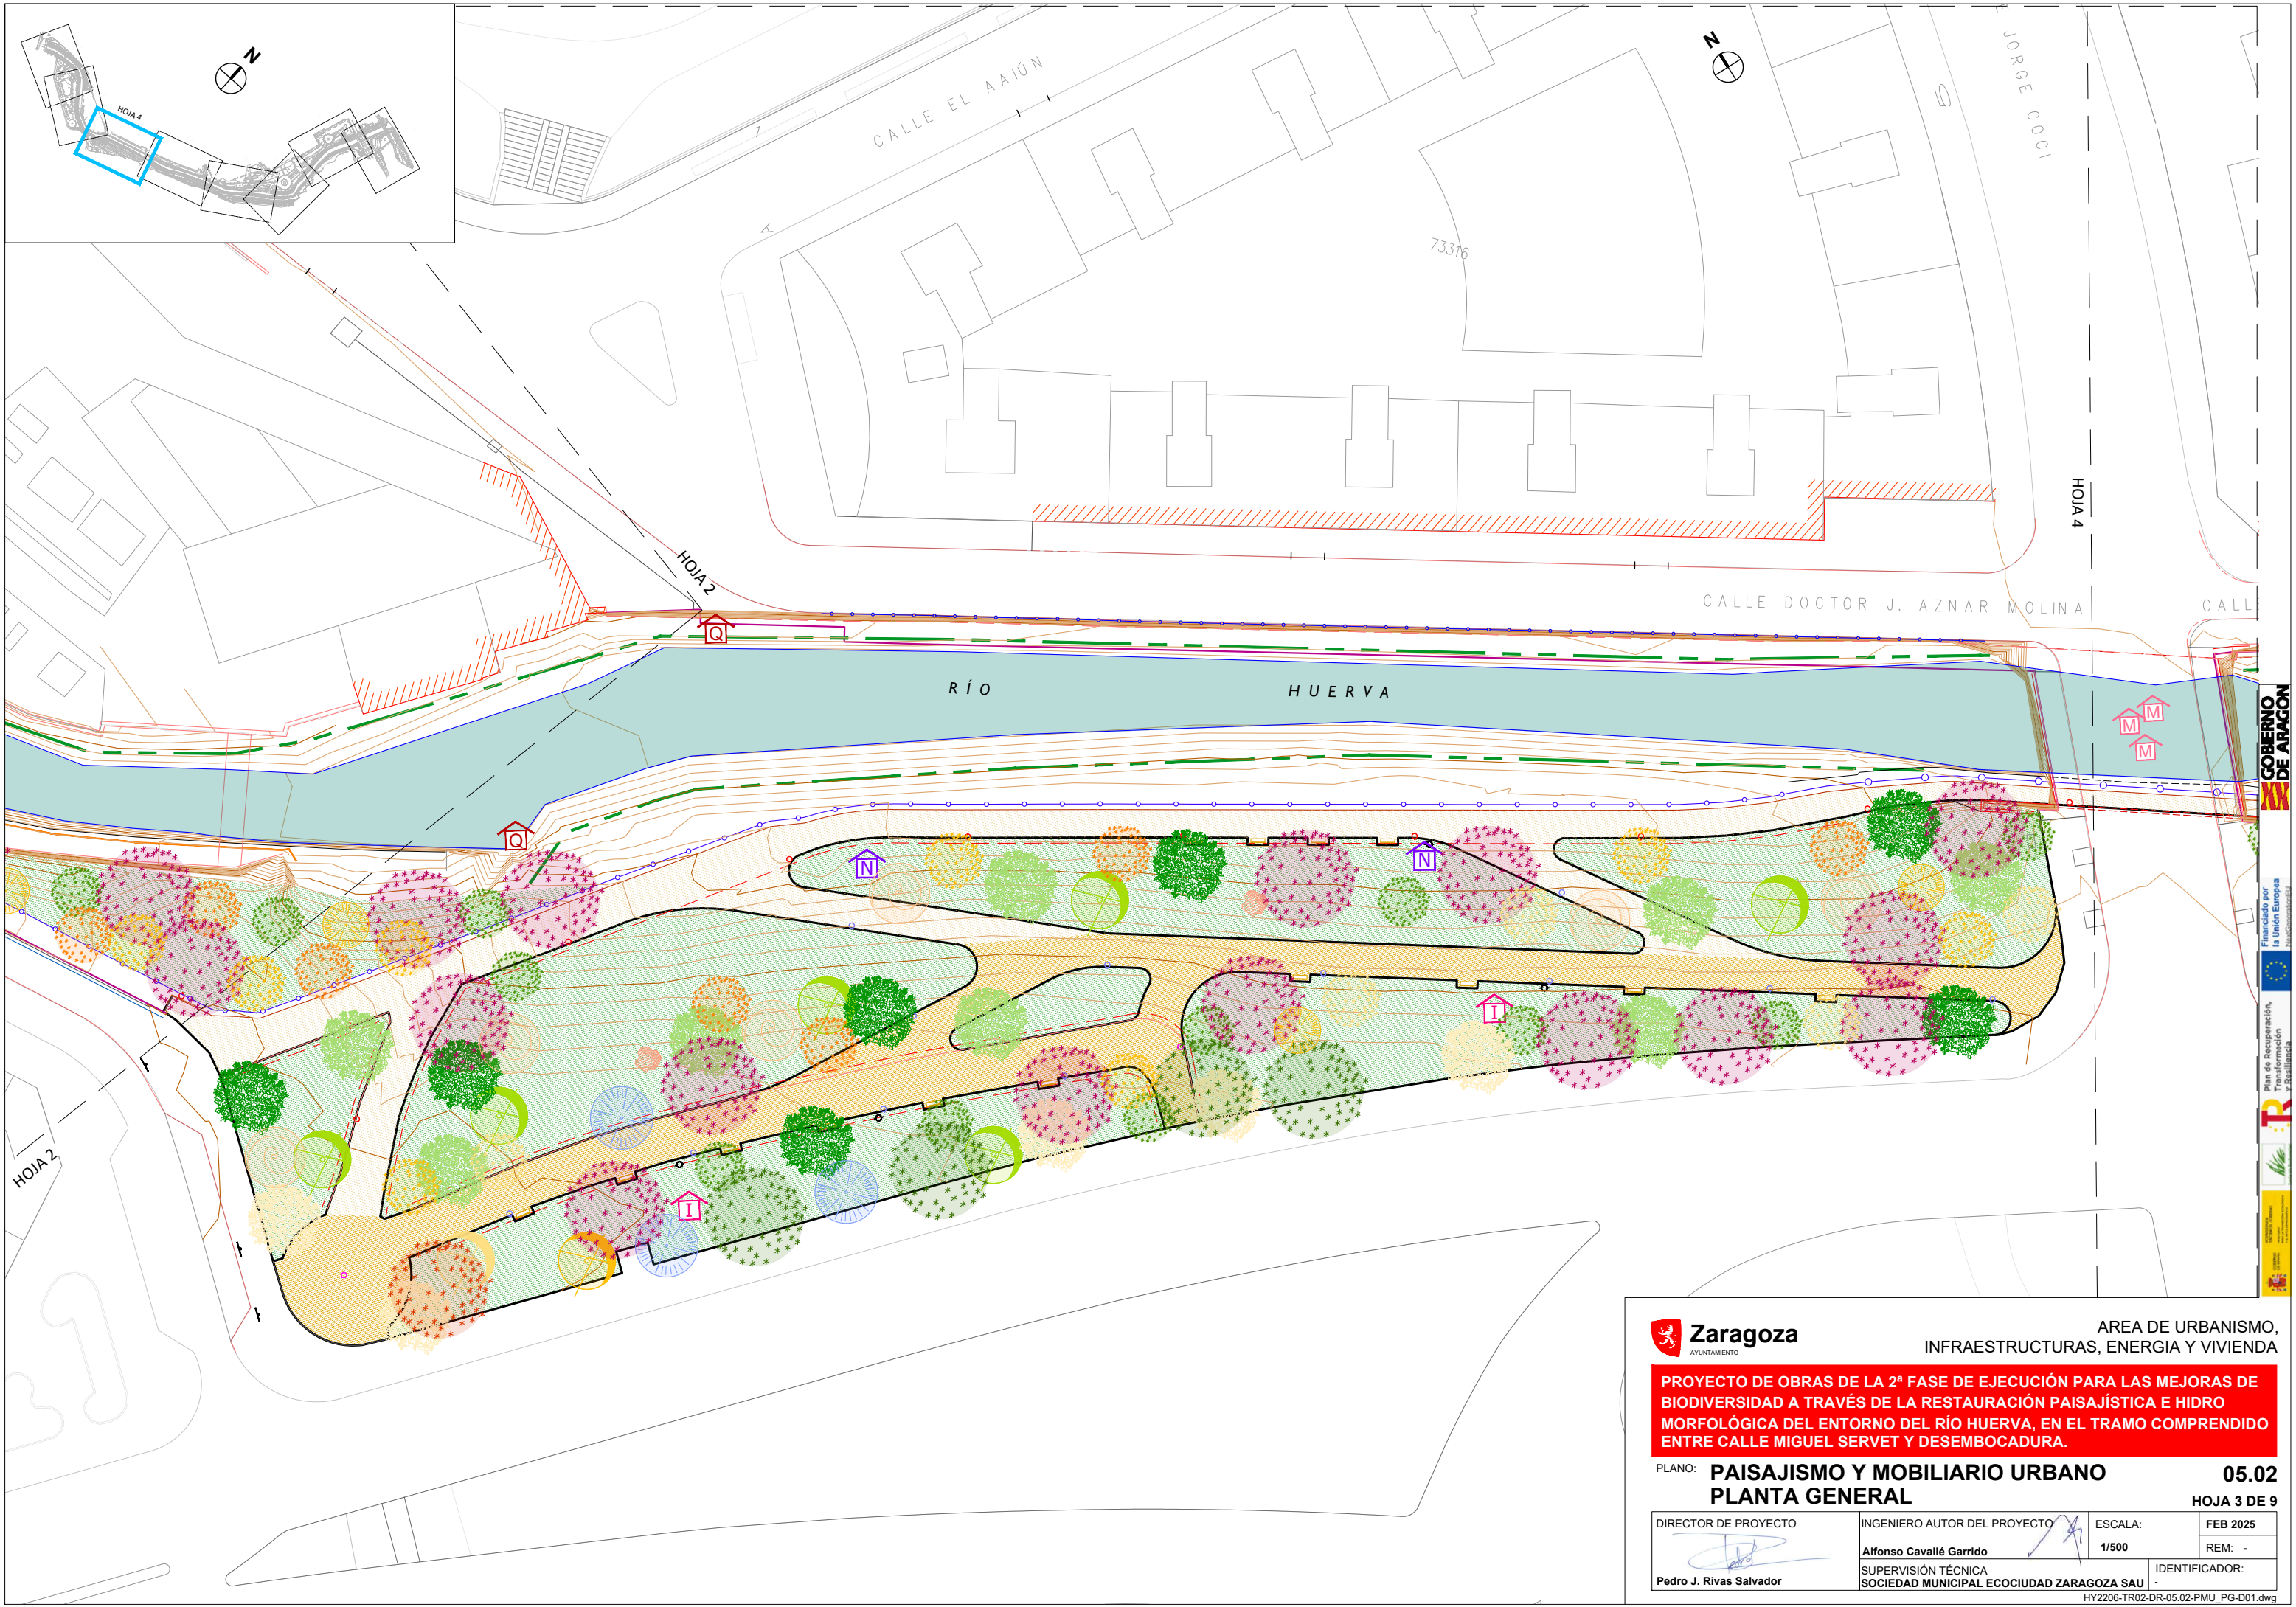 N
HOJA 4
N
CALLE EL AAIÚN
7
A
73316
JORGE COCI
S
HOJA 4
HOJA 2
CALLE DOCTOR J. AZNAR MOLINA
CALL
Q
RÍO HUERVA
M
M
M
Q
N
N
I
I
HOJA 2
GOBIERNO
DE ARAGON
Financiado por
la Unión Europea
NextGenerationEU
Plan de Recuperación,
Transformación
y Resiliencia
Zaragoza
AYUNTAMIENTO
AREA DE URBANISMO,
INFRAESTRUCTURAS, ENERGIA Y VIVIENDA
PROYECTO DE OBRAS DE LA 2ª FASE DE EJECUCIÓN PARA LAS MEJORAS DE
BIODIVERSIDAD A TRAVÉS DE LA RESTAURACIÓN PAISAJÍSTICA E HIDRO
MORFOLÓGICA DEL ENTORNO DEL RÍO HUERVA, EN EL TRAMO COMPRENDIDO
ENTRE CALLE MIGUEL SERVET Y DESEMBOCADURA.
PLANO: PAISAJISMO Y MOBILIARIO URBANO 05.02
PLANTA GENERAL
HOJA 3 DE 9
DIRECTOR DE PROYECTO
Pedro J. Rivas Salvador
INGENIERO AUTOR DEL PROYECTO
Alfonso Cavallé Garrido
ESCALA:
1/500
FEB 2025
REM: -
SUPERVISIÓN TÉCNICA
SOCIEDAD MUNICIPAL ECOCIUDAD ZARAGOZA SAU
IDENTIFICADOR:
-
HY2206-TR02-DR-05.02-PMU_PG-D01.dwg